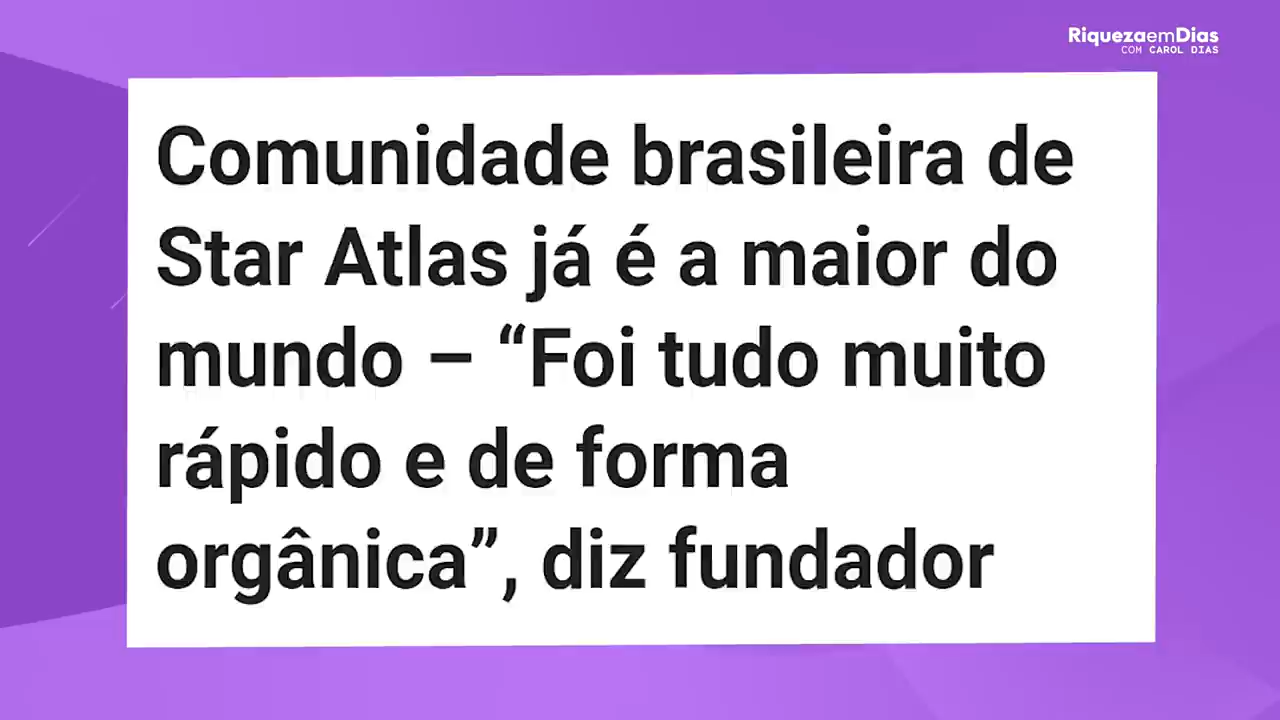 RiquezaemDias
COM CAROL DIAS
Comunidade brasileira de
Star Atlas já é a maior do
mundo – “Foi tudo muito
rápido e de forma
orgânica”, diz fundador